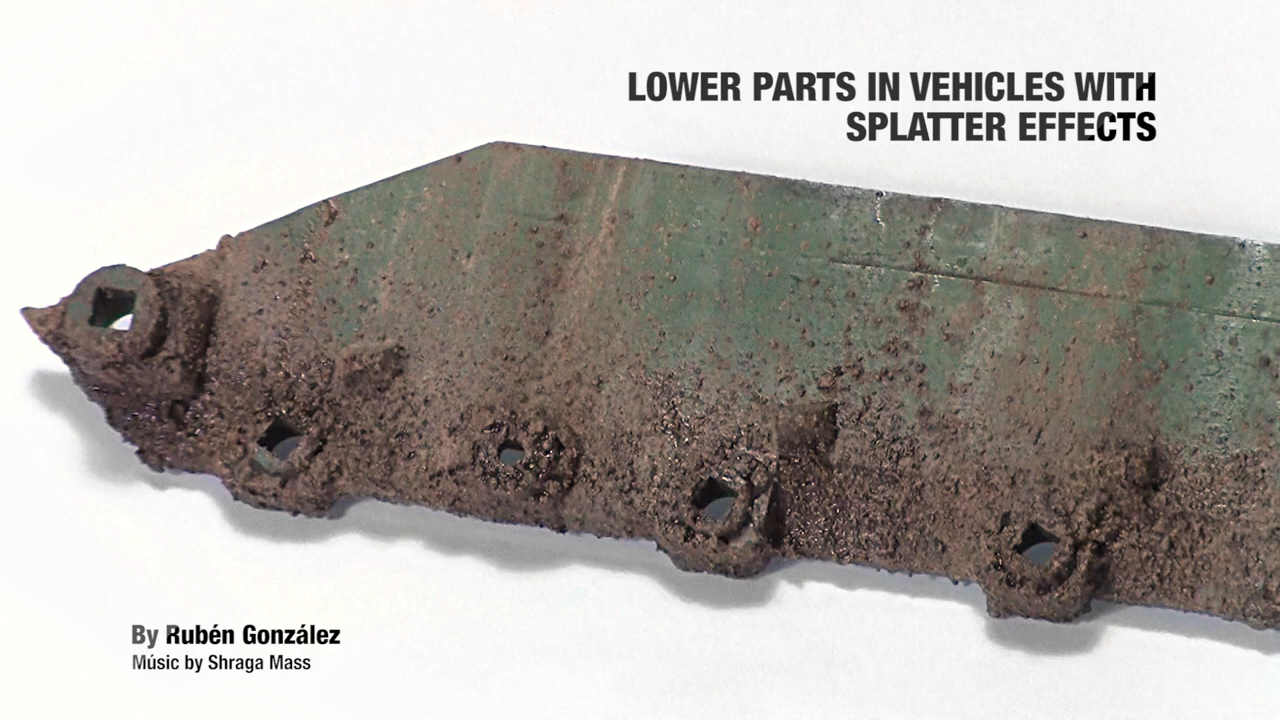 LOWER PARTS IN VEHICLES WITH
SPLATTER EFFECTS
By Rubén González
Músic by Shraga Mass